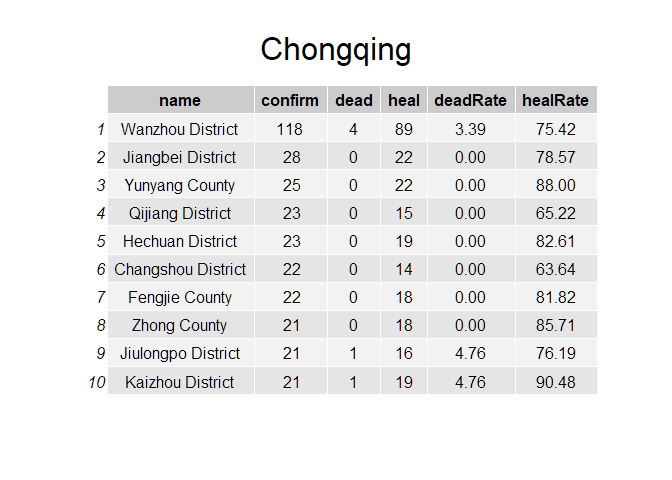 Chongqing
name confirm dead heal deadRate healRate
1 Wanzhou District 118 4 89 3.39 75.42
2 Jiangbei District 28 0 22 0.00 78.57
3 Yunyang County 25 0 22 0.00 88.00
4 Qijiang District 23 0 15 0.00 65.22
5 Hechuan District 23 0 19 0.00 82.61
6 Changshou District 22 0 14 0.00 63.64
7 Fengjie County 22 0 18 0.00 81.82
8 Zhong County 21 0 18 0.00 85.71
9 Jiulongpo District 21 1 16 4.76 76.19
10 Kaizhou District 21 1 19 4.76 90.48